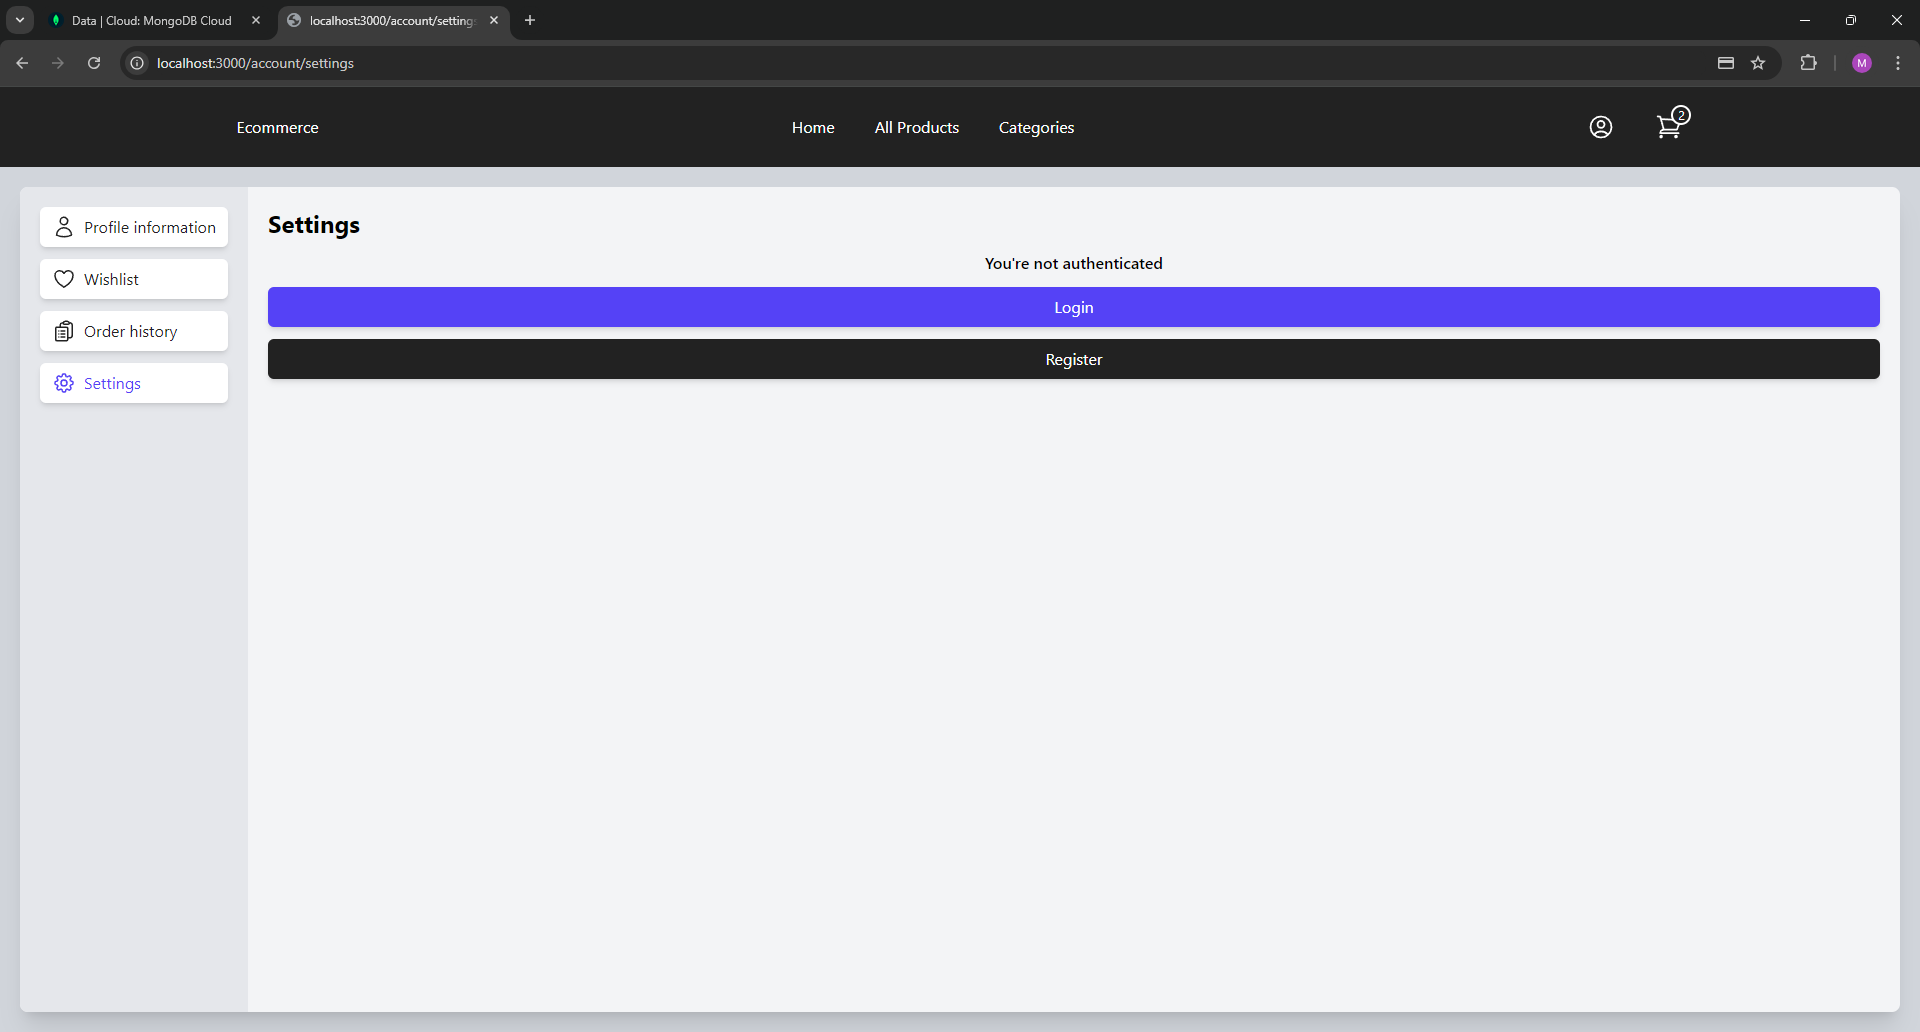 Data | Cloud: MongoDB Cloud
localhost:3000/account/setting
localhost:3000/account/settings
M
Ecommerce
Home
All Products
Categories
2
Profile information
Wishlist
Order history
Settings
Settings
You're not authenticated
Login
Register